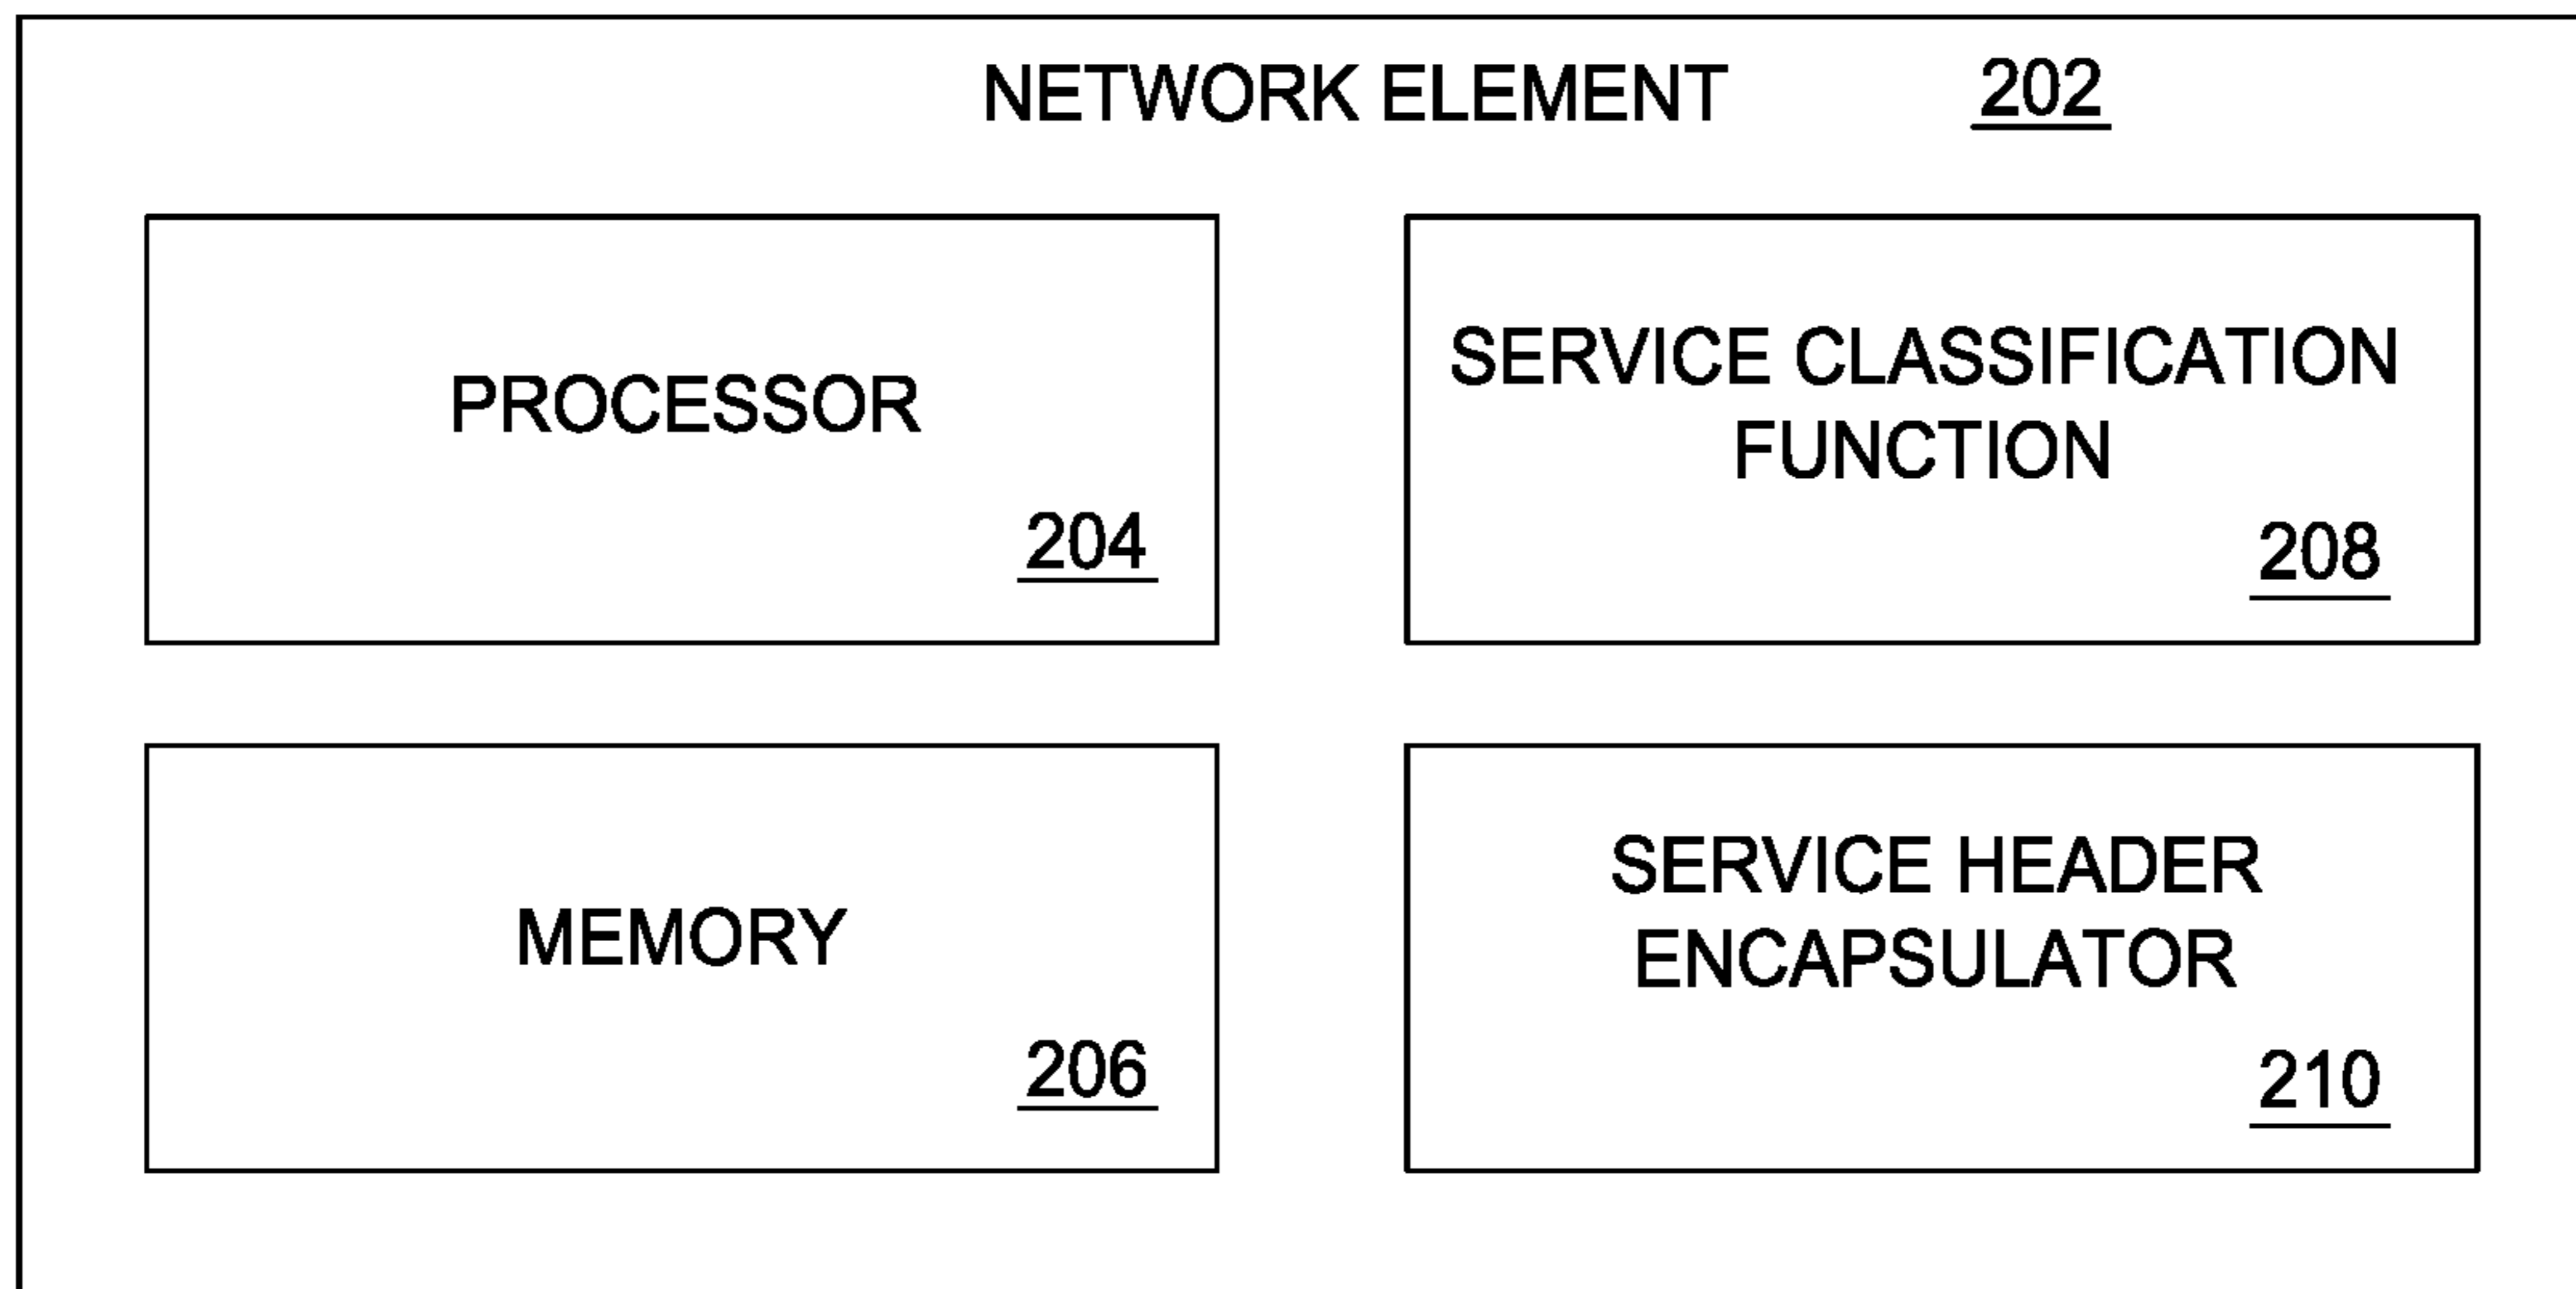 NETWORK ELEMENT 202
PROCESSOR
204
SERVICE CLASSIFICATION
FUNCTION
208
MEMORY
206
SERVICE HEADER
ENCAPSULATOR
210